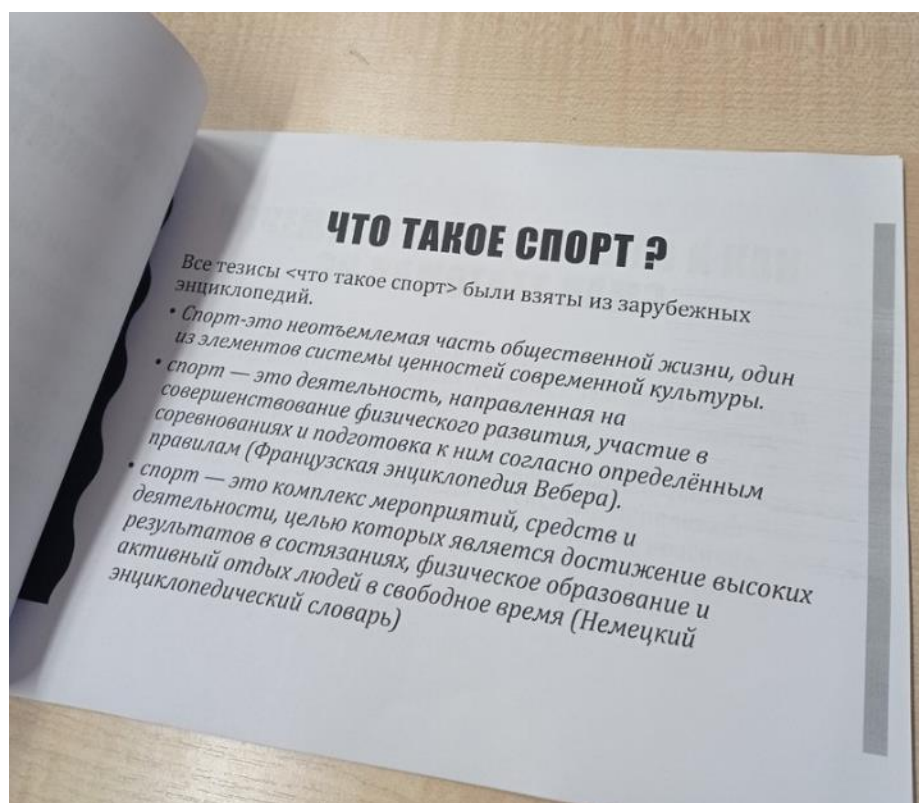 ЧТО ТАКОЕ СПОРТ ?
Все тезисы <что такое спорт> были взяты из зарубежных
энциклопедий.
• Спорт-это неотъемлемая часть общественной жизни, один
из элементов системы ценностей современной культуры.
• спорт — это деятельность, направленная на
совершенствование физического развития, участие в
соревнованиях и подготовка к ним согласно определённым
правилам (Французская энциклопедия Вебера).
• спорт — это комплекс мероприятий, средств и
деятельности, целью которых является достижение высоких
результатов в состязаниях, физическое образование и
активный отдых людей в свободное время (Немецкий
энциклопедический словарь)